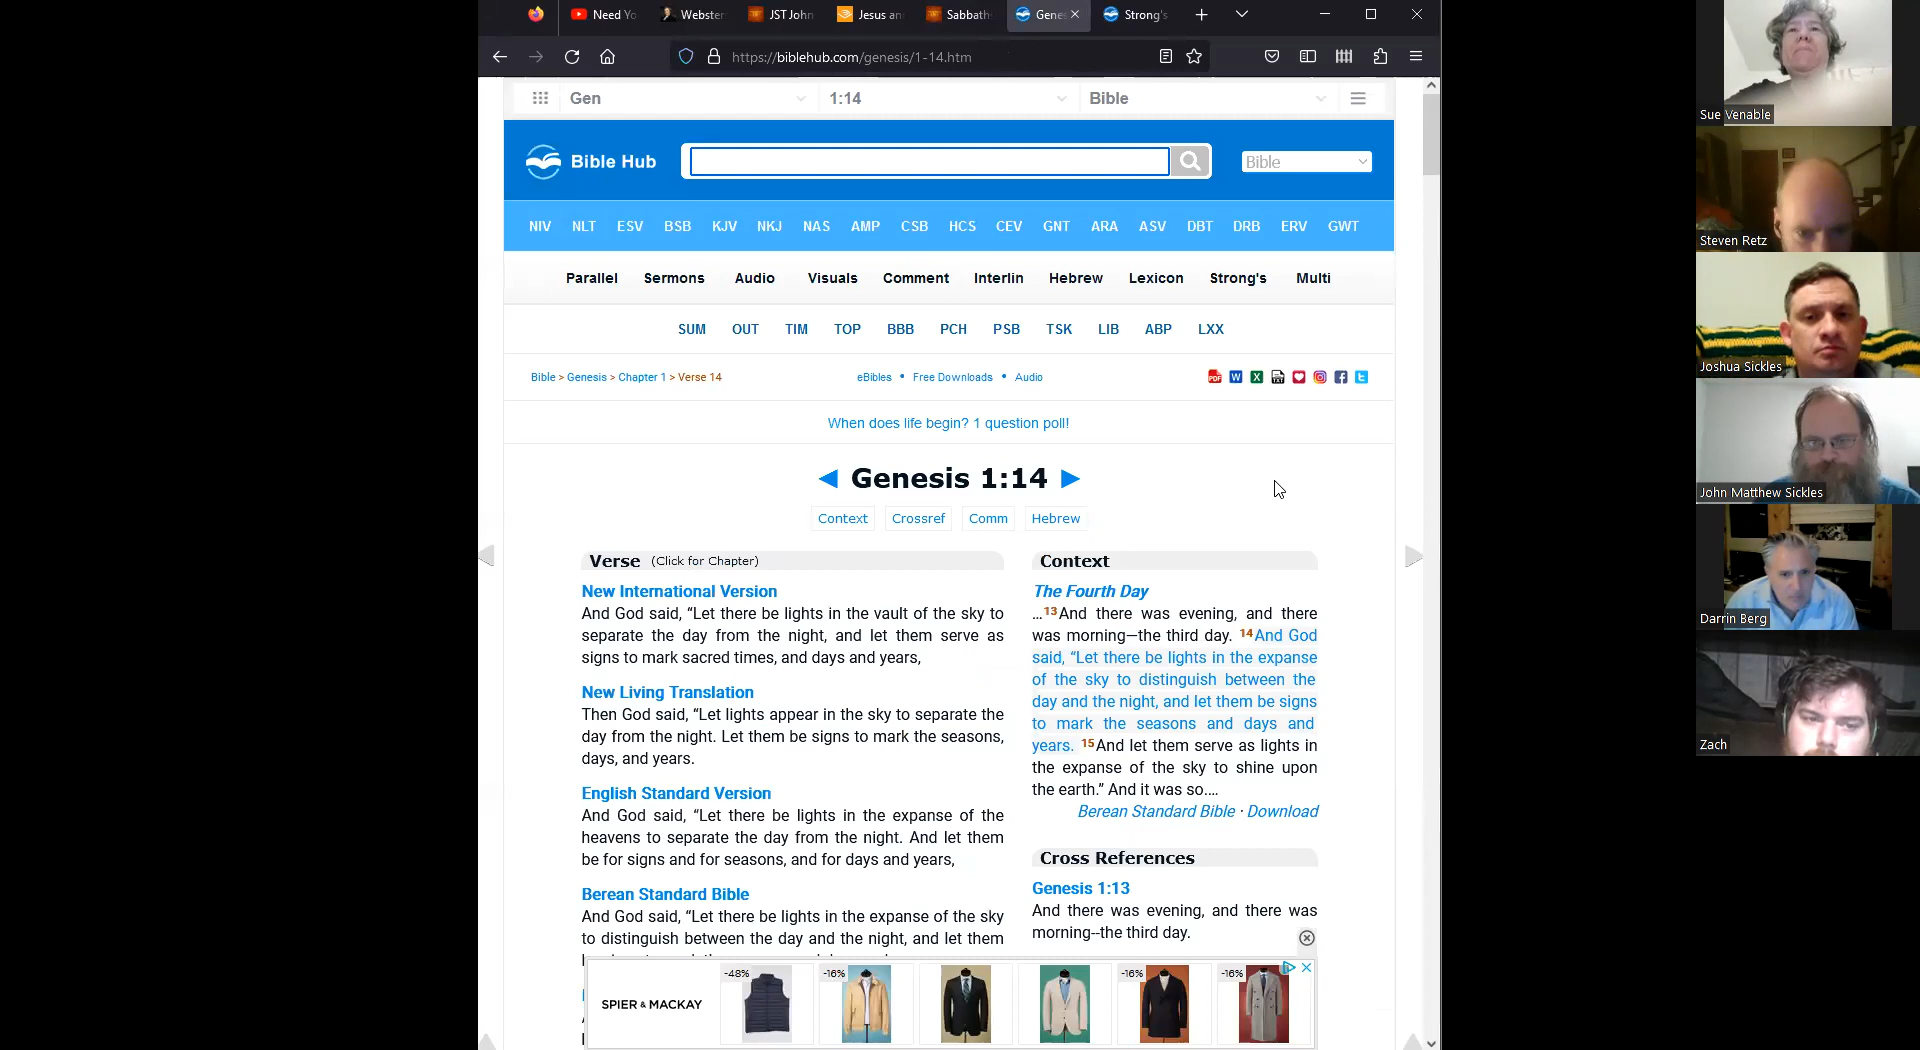 Need Yo
Webster
JST John
Jesus an
Sabbath
Gene
Strong's
https://biblehub.com/genesis/1-14.htm
Gen
1:14
Bible
Bible Hub
Bible
NIV NLT ESV BSB KJV NKJ NAS AMP CSB HCS CEV GNT ARA ASV DBT DRB ERV GWT
Parallel Sermons Audio Visuals Comment Interlin Hebrew Lexicon Strong's Multi
SUM OUT TIM TOP BBB PCH PSB TSK LIB ABP LXX
Bible > Genesis > Chapter 1 > Verse 14
eBibles • Free Downloads • Audio
When does life begin? 1 question poll!
◄ Genesis 1:14 ►
Context Crossref Comm Hebrew
Verse (Click for Chapter)
New International Version
And God said, “Let there be lights in the vault of the sky to
separate the day from the night, and let them serve as
signs to mark sacred times, and days and years,
New Living Translation
Then God said, “Let lights appear in the sky to separate the
day from the night. Let them be signs to mark the seasons,
days, and years.
English Standard Version
And God said, “Let there be lights in the expanse of the
heavens to separate the day from the night. And let them
be for signs and for seasons, and for days and years,
Berean Standard Bible
And God said, “Let there be lights in the expanse of the sky
to distinguish between the day and the night, and let them
Context
The Fourth Day
…13And there was evening, and there
was morning—the third day. 14And God
said, “Let there be lights in the expanse
of the sky to distinguish between the
day and the night, and let them be signs
to mark the seasons and days and
years. 15And let them serve as lights in
the expanse of the sky to shine upon
the earth.” And it was so.…
Berean Standard Bible · Download
Cross References
Genesis 1:13
And there was evening, and there was
morning--the third day.
SPIER & MACKAY
-48%
-16%
-16%
-16%
Sue Venable
Steven Retz
Joshua Sickles
John Matthew Sickles
Darrin Berg
Zach